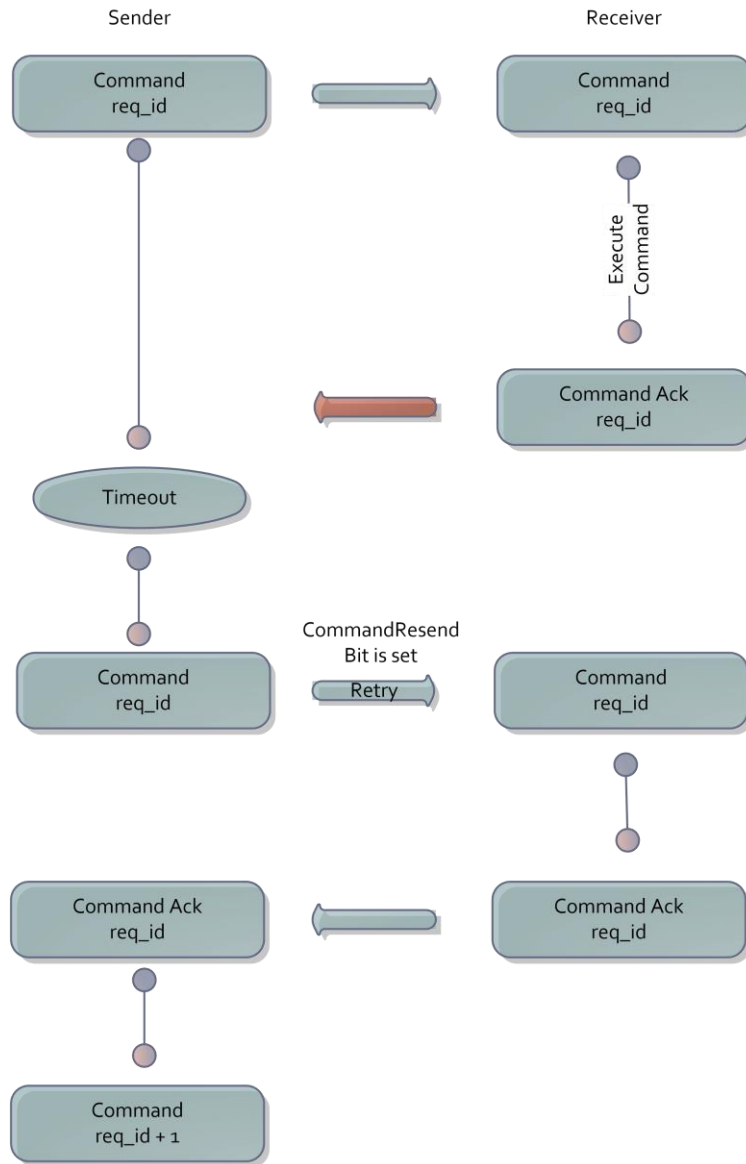 Sender
Receiver
Command
req_id
Command
req_id
Execute
Command
Command Ack
req_id
Timeout
CommandResend
Bit is set
Retry
Command
req_id
Command
req_id
Command Ack
req_id
Command Ack
req_id
Command
req_id + 1